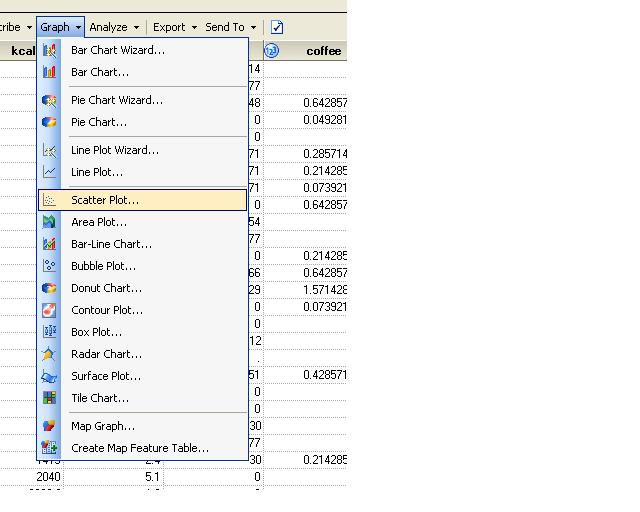 cribe Graph Analyze Export Send To
kcal coffee
Bar Chart Wizard...
14
Bar Chart...
77
Pie Chart Wizard...
48 0.642857
Pie Chart...
0 0.049281
0
Line Plot Wizard...
71 0.285714
Line Plot...
71 0.214285
71 0.073921
Scatter Plot...
0 0.642857
Area Plot...
54
Bar-Line Chart...
77
0 0.214285
Bubble Plot...
66 0.642857
Donut Chart...
29 1.571428
Contour Plot...
0 0.073921
0
Box Plot...
12
Radar Chart...
.
Surface Plot...
51 0.428571
Tile Chart...
0
0
Map Graph...
30
77
Create Map Feature Table...
1415 2.4 30 0.214285
2040 5.1 0